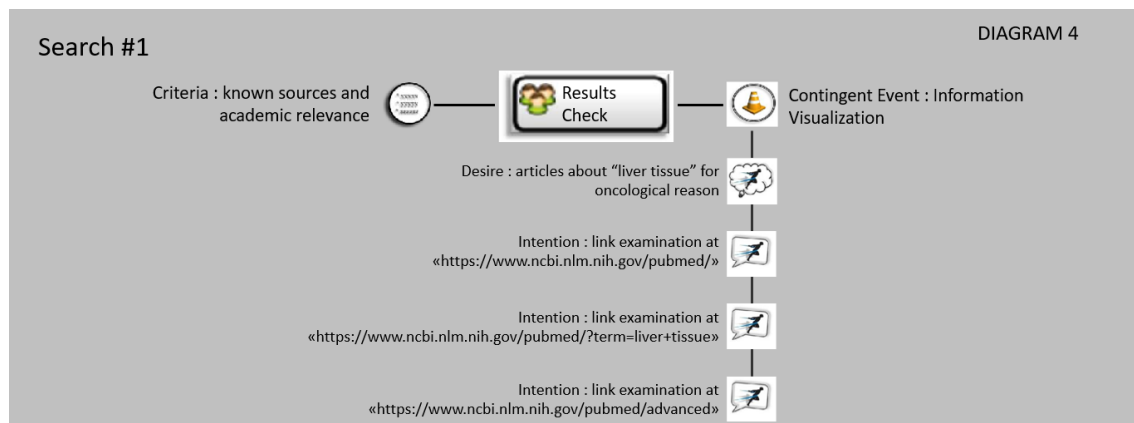 DIAGRAM 4
Search #1
Criteria : known sources and
academic relevance
Results
Check
Contingent Event : Information
Visualization
Desire : articles about “liver tissue” for
oncological reason
Intention : link examination at
«https://www.ncbi.nlm.nih.gov/pubmed/»
Intention : link examination at
«https://www.ncbi.nlm.nih.gov/pubmed/?term=liver+tissue»
Intention : link examination at
«https://www.ncbi.nlm.nih.gov/pubmed/advanced»